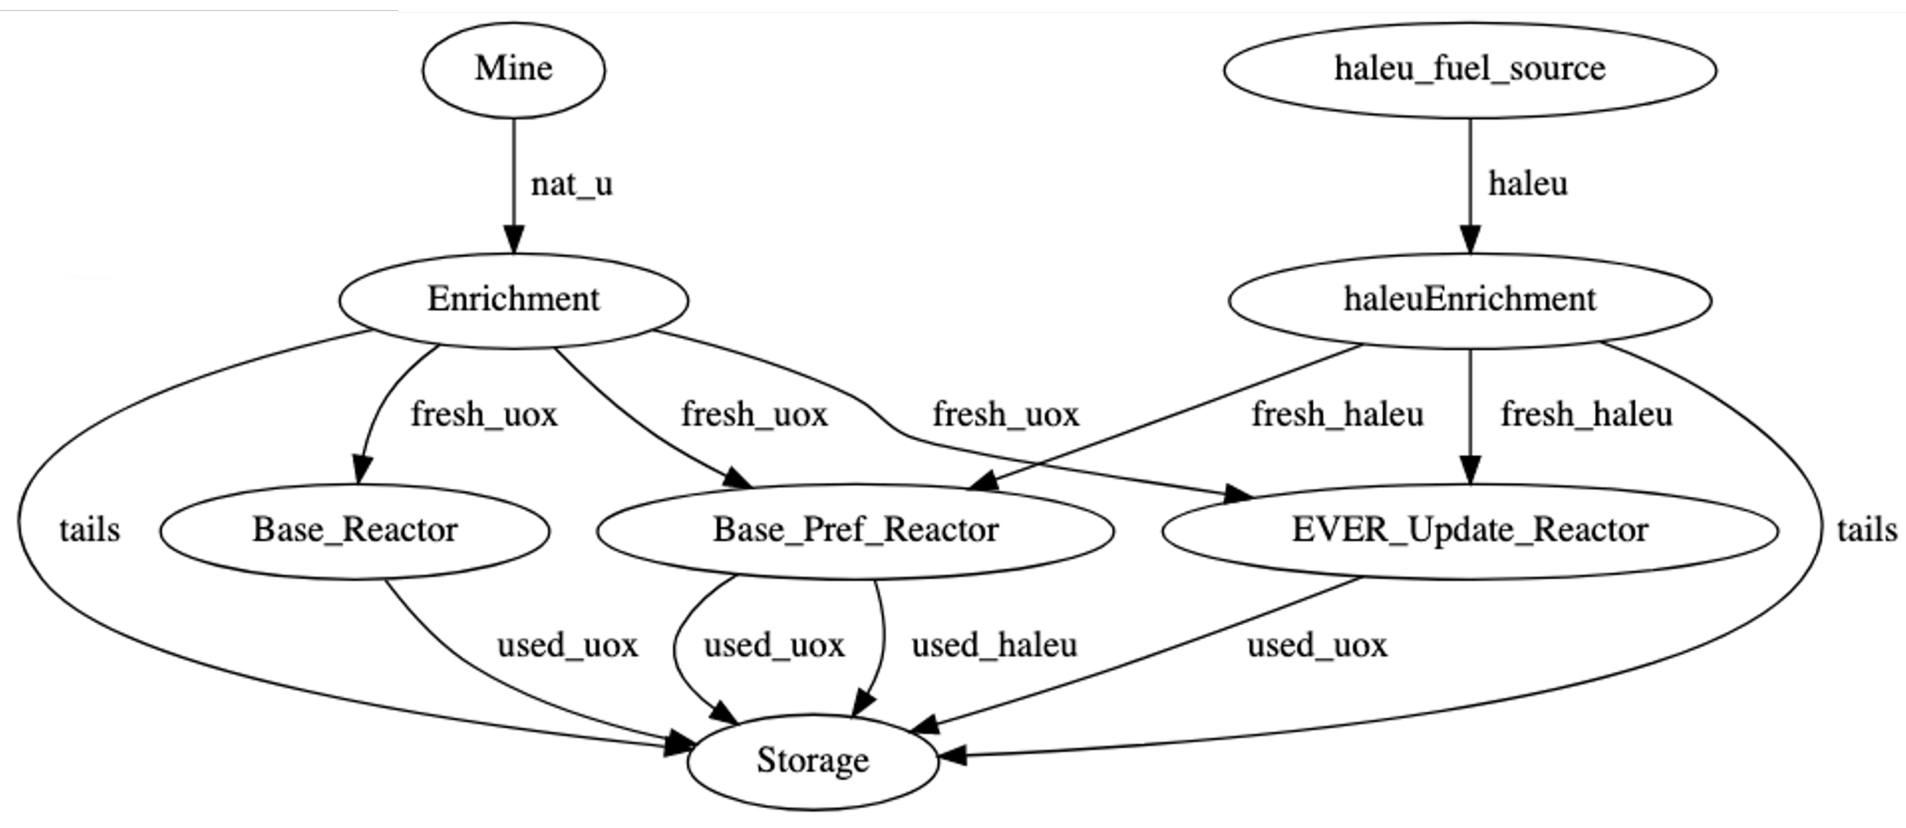 Mine
haleu_fuel_source
nat_u
haleu
Enrichment
haleuEnrichment
fresh_uox
fresh_uox
fresh_uox
fresh_haleu
fresh_haleu
tails
Base_Reactor
Base_Pref_Reactor
EVER_Update_Reactor
tails
used_uox
used_uox
used_haleu
used_uox
Storage